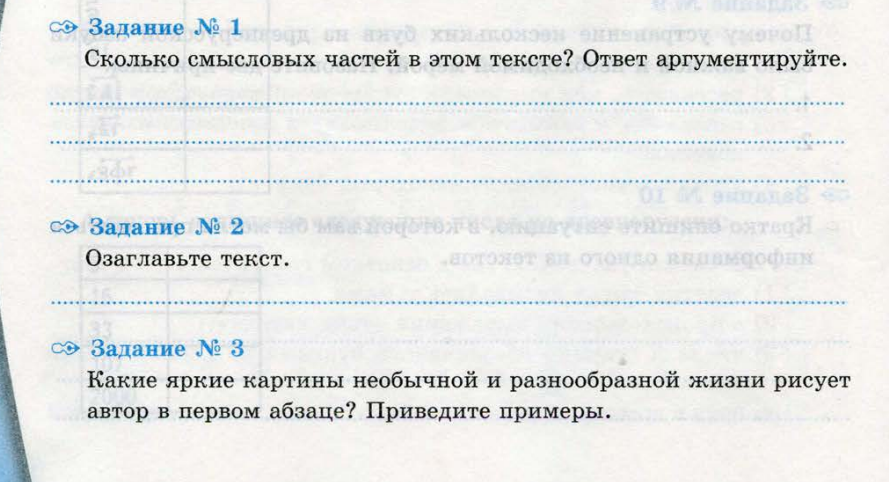 Задание № 1
Сколько смысловых частей в этом тексте? Ответ аргументируйте.
Задание № 2
Озаглавьте текст.
Задание № 3
Какие яркие картины необычной и разнообразной жизни рисует
автор в первом абзаце? Приведите примеры.